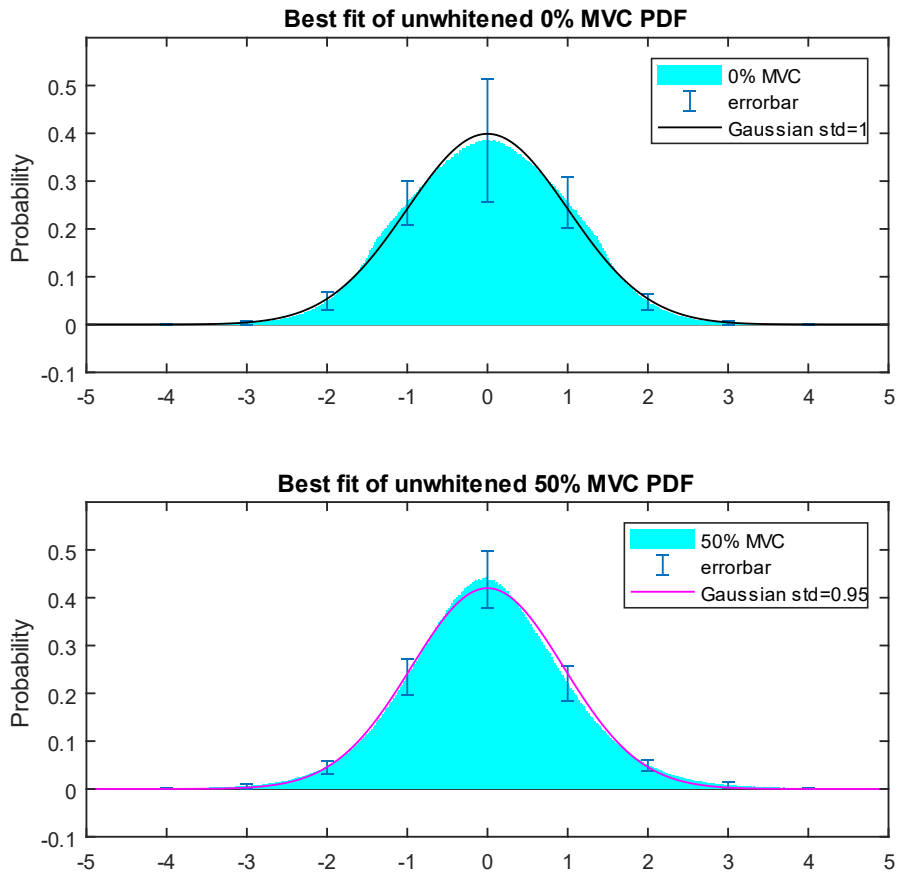 Best fit of unwhitened 0% MVC PDF
0.5
0.4
0.3
0.2
0.1
0
-0.1
Probability
0% MVC
errorbar
Gaussian std=1
-5 -4 -3 -2 -1 0 1 2 3 4 5
Best fit of unwhitened 50% MVC PDF
0.5
0.4
0.3
0.2
0.1
0
-0.1
Probability
50% MVC
errorbar
Gaussian std=0.95
-5 -4 -3 -2 -1 0 1 2 3 4 5